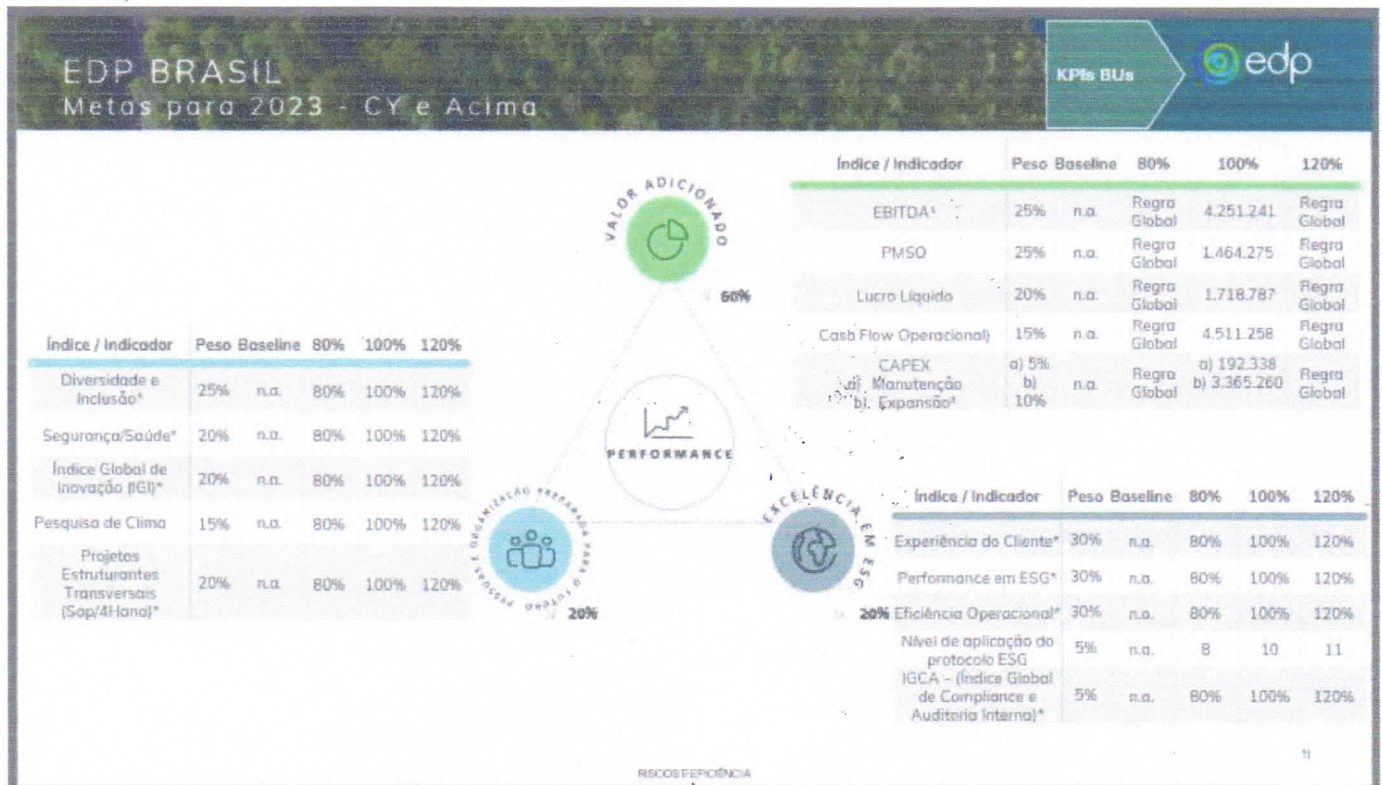 EDP BRASIL
Metas para 2023 - CY e Acima
KPIs BUs
edp
VALOR ADICIONADO
60%
Índice / Indicador Peso Baseline 80% 100% 120%
EBITDA¹ 25% n.a. Regra Global 4.251.241 Regra Global
PMSO 25% n.a. Regra Global 1.464.275 Regra Global
Lucro Líquido 20% n.a. Regra Global 1.718.787 Regra Global
Cash Flow Operacional) 15% n.a. Regra Global 4.511.258 Regra Global
CAPEX
a) Manutenção
b) Expansão¹
a) 5%
b)
10%
n.a.
Regra Global
a) 192.338
b) 3.365.260
Regra Global
Índice / Indicador Peso Baseline 80% 100% 120%
Diversidade e Inclusão* 25% n.a. 80% 100% 120%
Segurança/Saúde* 20% n.a. 80% 100% 120%
Índice Global de Inovação (IGI)* 20% n.a. 80% 100% 120%
Pesquisa de Clima 15% n.a. 80% 100% 120%
Projetos Estruturantes Transversais (Sap/4Hana)* 20% n.a. 80% 100% 120%
PERFORMANCE
PESSOAS E ORGANIZAÇÃO PREPARADA PARA O FUTURO
20%
EXCELÊNCIA EM ESG
20%
Índice / Indicador Peso Baseline 80% 100% 120%
Experiência do Cliente* 30% n.a. 80% 100% 120%
Performance em ESG* 30% n.a. 80% 100% 120%
Eficiência Operacional* 30% n.a. 80% 100% 120%
Nível de aplicação do protocolo ESG 5% n.a. 8 10 11
IGCA – (Índice Global de Compliance e Auditoria Interna)* 5% n.a. 80% 100% 120%
RISCOS E EFICIÊNCIA